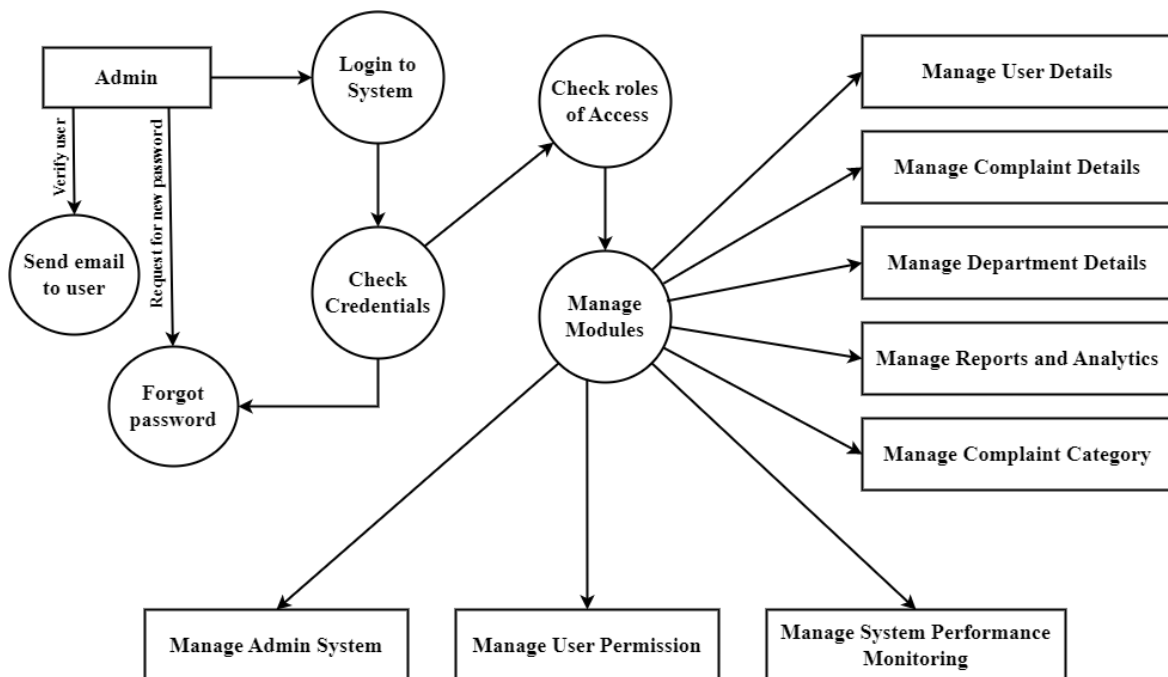 Admin
Login to
System
Check roles
of Access
Manage User Details
Verify user
Request for new password
Manage Complaint Details
Send email
to user
Check
Credentials
Manage Department Details
Manage
Modules
Manage Reports and Analytics
Forgot
password
Manage Complaint Category
Manage Admin System
Manage User Permission
Manage System Performance
Monitoring